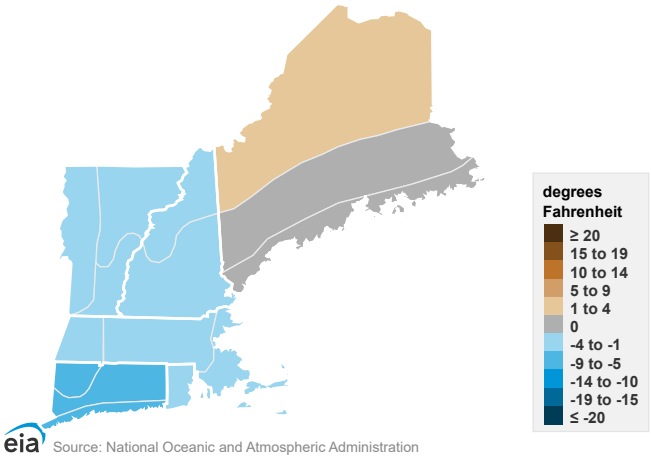 degrees
Fahrenheit
≥ 20
15 to 19
10 to 14
5 to 9
1 to 4
0
-4 to -1
-9 to -5
-14 to -10
-19 to -15
≤ -20
eia
Source: National Oceanic and Atmospheric Administration